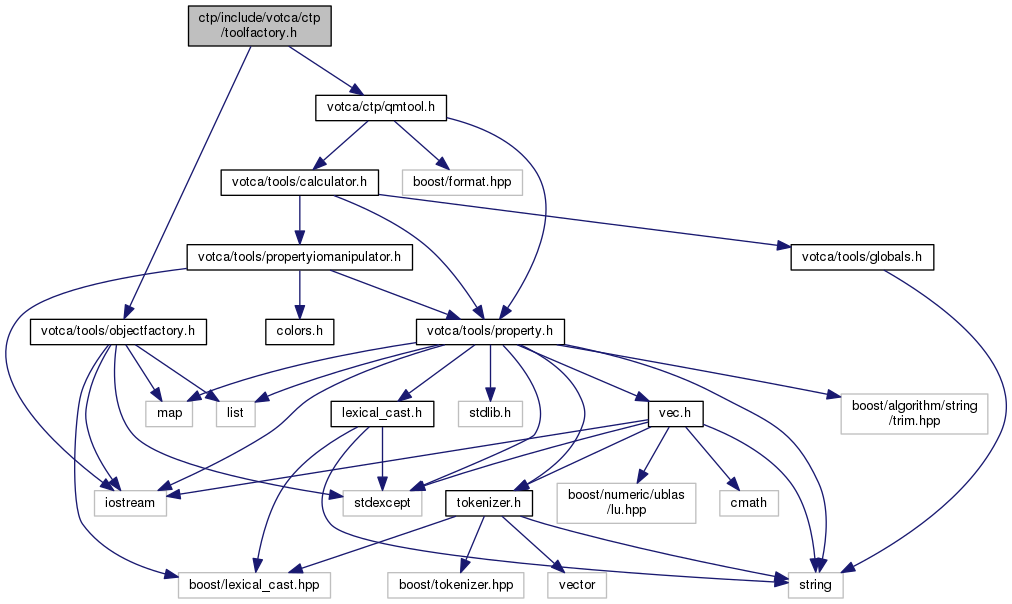 ctp/include/votca/ctp
/toolfactory.h
votca/ctp/qmtool.h
votca/tools/calculator.h
boost/format.hpp
votca/tools/propertyiomanipulator.h
votca/tools/globals.h
votca/tools/objectfactory.h
colors.h
votca/tools/property.h
map
list
lexical_cast.h
stdlib.h
vec.h
boost/algorithm/string
/trim.hpp
iostream
stdexcept
tokenizer.h
boost/numeric/ublas
/lu.hpp
cmath
boost/lexical_cast.hpp
boost/tokenizer.hpp
vector
string